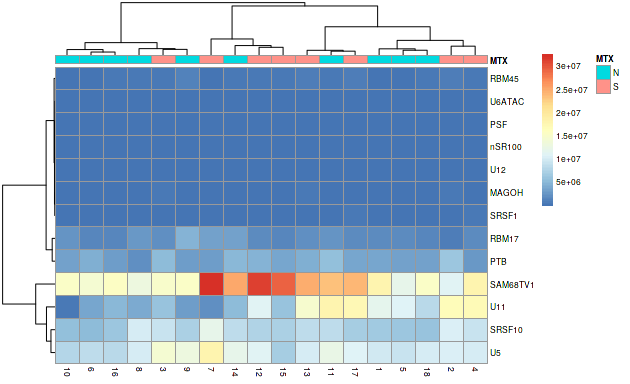 MTX
RBM45
U6ATAC
PSF
nSR100
U12
MAGOH
SRSF1
RBM17
PTB
SAM68TV1
U11
SRSF10
U5
10 6 16 8 3 9 7 14 12 15 13 11 17 1 5 18 2 4
3e+07
2.5e+07
2e+07
1.5e+07
1e+07
5e+06
MTX
N
S